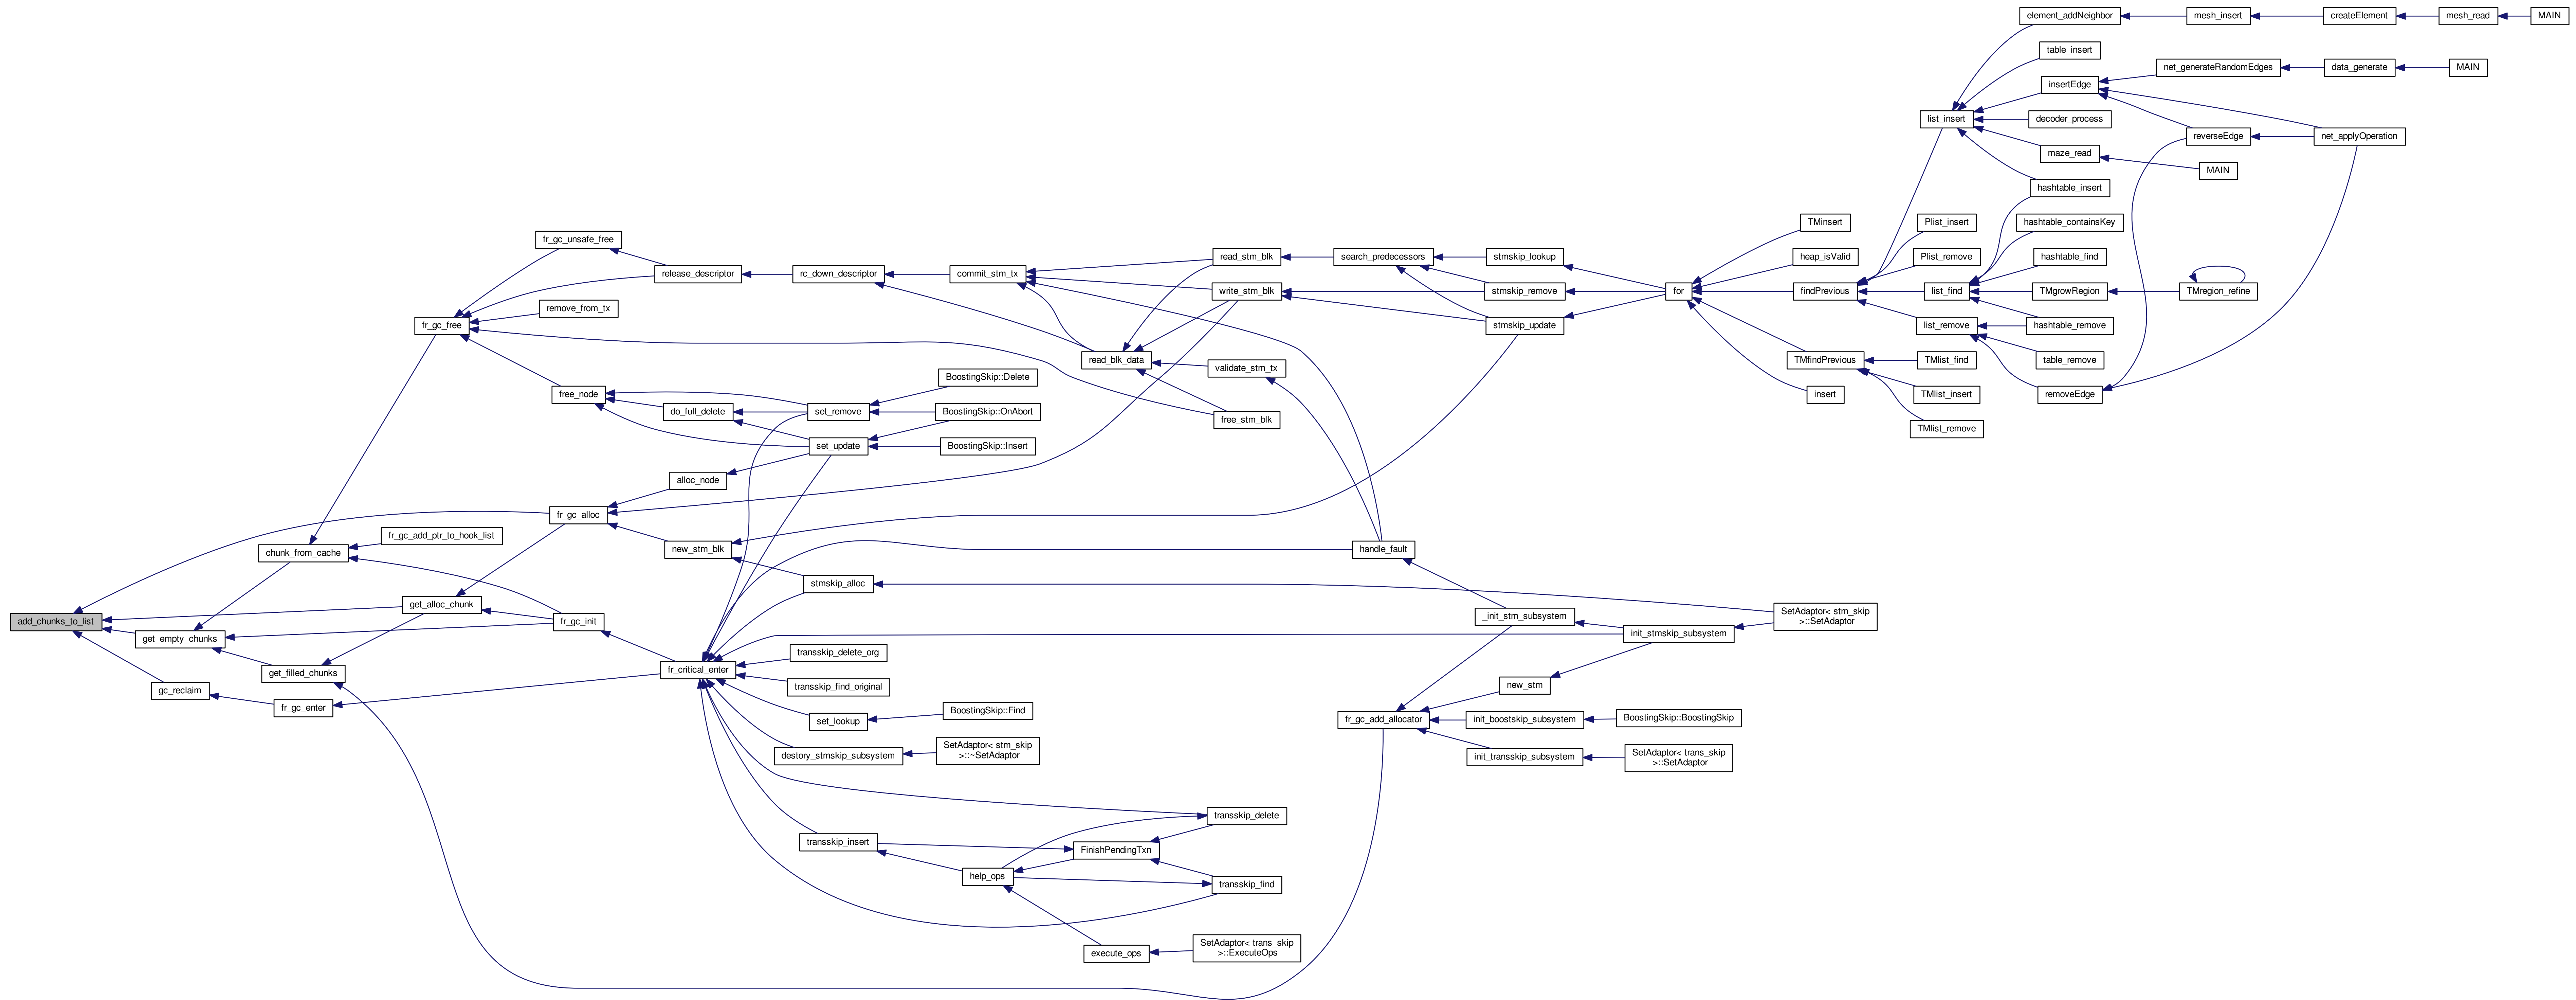 element_addNeighbor
mesh_insert
createElement
mesh_read
MAIN
table_insert
net_generateRandomEdges
data_generate
MAIN
insertEdge
list_insert
decoder_process
reverseEdge
net_applyOperation
maze_read
MAIN
hashtable_insert
TMinsert
Plist_insert
hashtable_containsKey
fr_gc_unsafe_free
read_stm_blk
search_predecessors
stmskip_lookup
heap_isValid
Plist_remove
hashtable_find
release_descriptor
rc_down_descriptor
commit_stm_tx
write_stm_blk
stmskip_remove
for
findPrevious
list_find
TMgrowRegion
TMregion_refine
remove_from_tx
fr_gc_free
stmskip_update
list_remove
hashtable_remove
read_blk_data
validate_stm_tx
TMfindPrevious
TMlist_find
table_remove
BoostingSkip::Delete
free_node
TMlist_insert
insert
removeEdge
do_full_delete
set_remove
BoostingSkip::OnAbort
free_stm_blk
TMlist_remove
set_update
BoostingSkip::Insert
alloc_node
fr_gc_alloc
fr_gc_add_ptr_to_hook_list
chunk_from_cache
new_stm_blk
handle_fault
stmskip_alloc
get_alloc_chunk
add_chunks_to_list
fr_gc_init
_init_stm_subsystem
SetAdaptor< stm_skip
>::SetAdaptor
get_empty_chunks
init_stmskip_subsystem
transskip_delete_org
get_filled_chunks
fr_critical_enter
gc_reclaim
transskip_find_original
new_stm
fr_gc_enter
set_lookup
BoostingSkip::Find
fr_gc_add_allocator
init_boostskip_subsystem
BoostingSkip::BoostingSkip
destory_stmskip_subsystem
SetAdaptor< stm_skip
>::~SetAdaptor
init_transskip_subsystem
SetAdaptor< trans_skip
>::SetAdaptor
transskip_delete
transskip_insert
FinishPendingTxn
help_ops
transskip_find
execute_ops
SetAdaptor< trans_skip
>::ExecuteOps